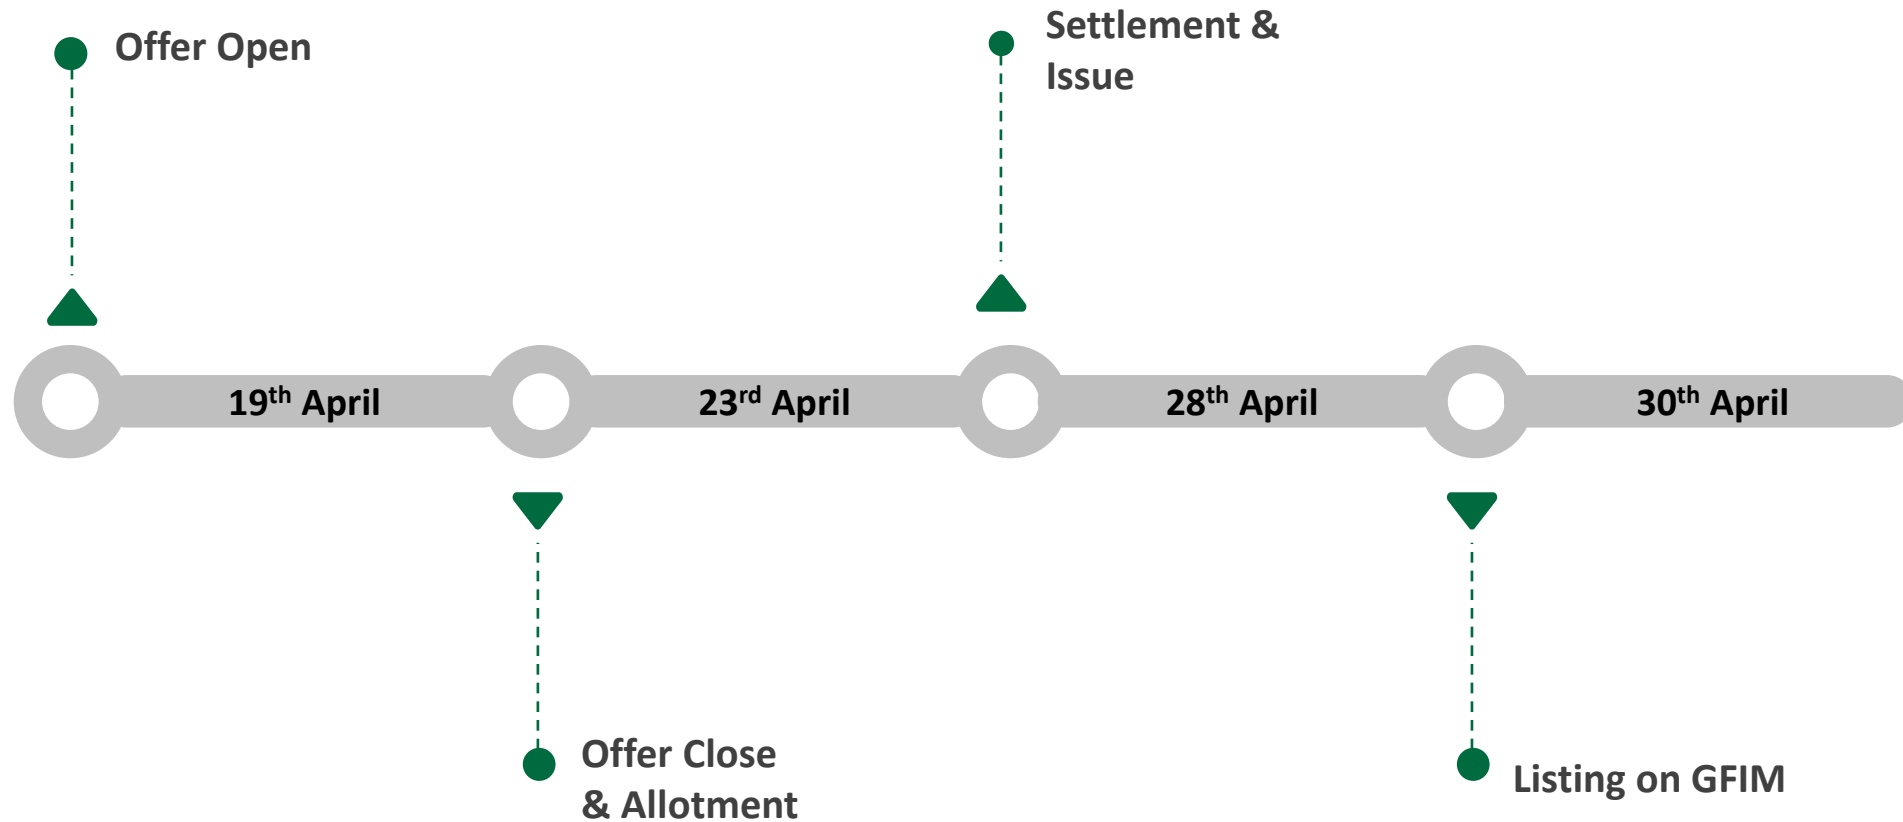 Offer Open
Settlement &
Issue
19th April
23rd April
28th April
30th April
Offer Close
& Allotment
Listing on GFIM